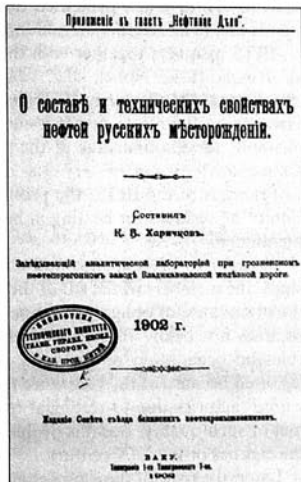 Приложеніе къ газетѣ „Нефтяное Дѣло“.
О составѣ и техническихъ свойствахъ
нефтей русскихъ мѣсторожденій.
Составилъ
К. В. Харичковъ.
Завѣдывающій аналитической лабораторіей при грозненскомъ
нефтеперегонномъ заводѣ Владикавказской желѣзной дороги.
БИБЛІОТЕКА
1902 г.
Изданіе Совѣта съѣзда бакинскихъ нефтепромышленниковъ.
БАКУ.